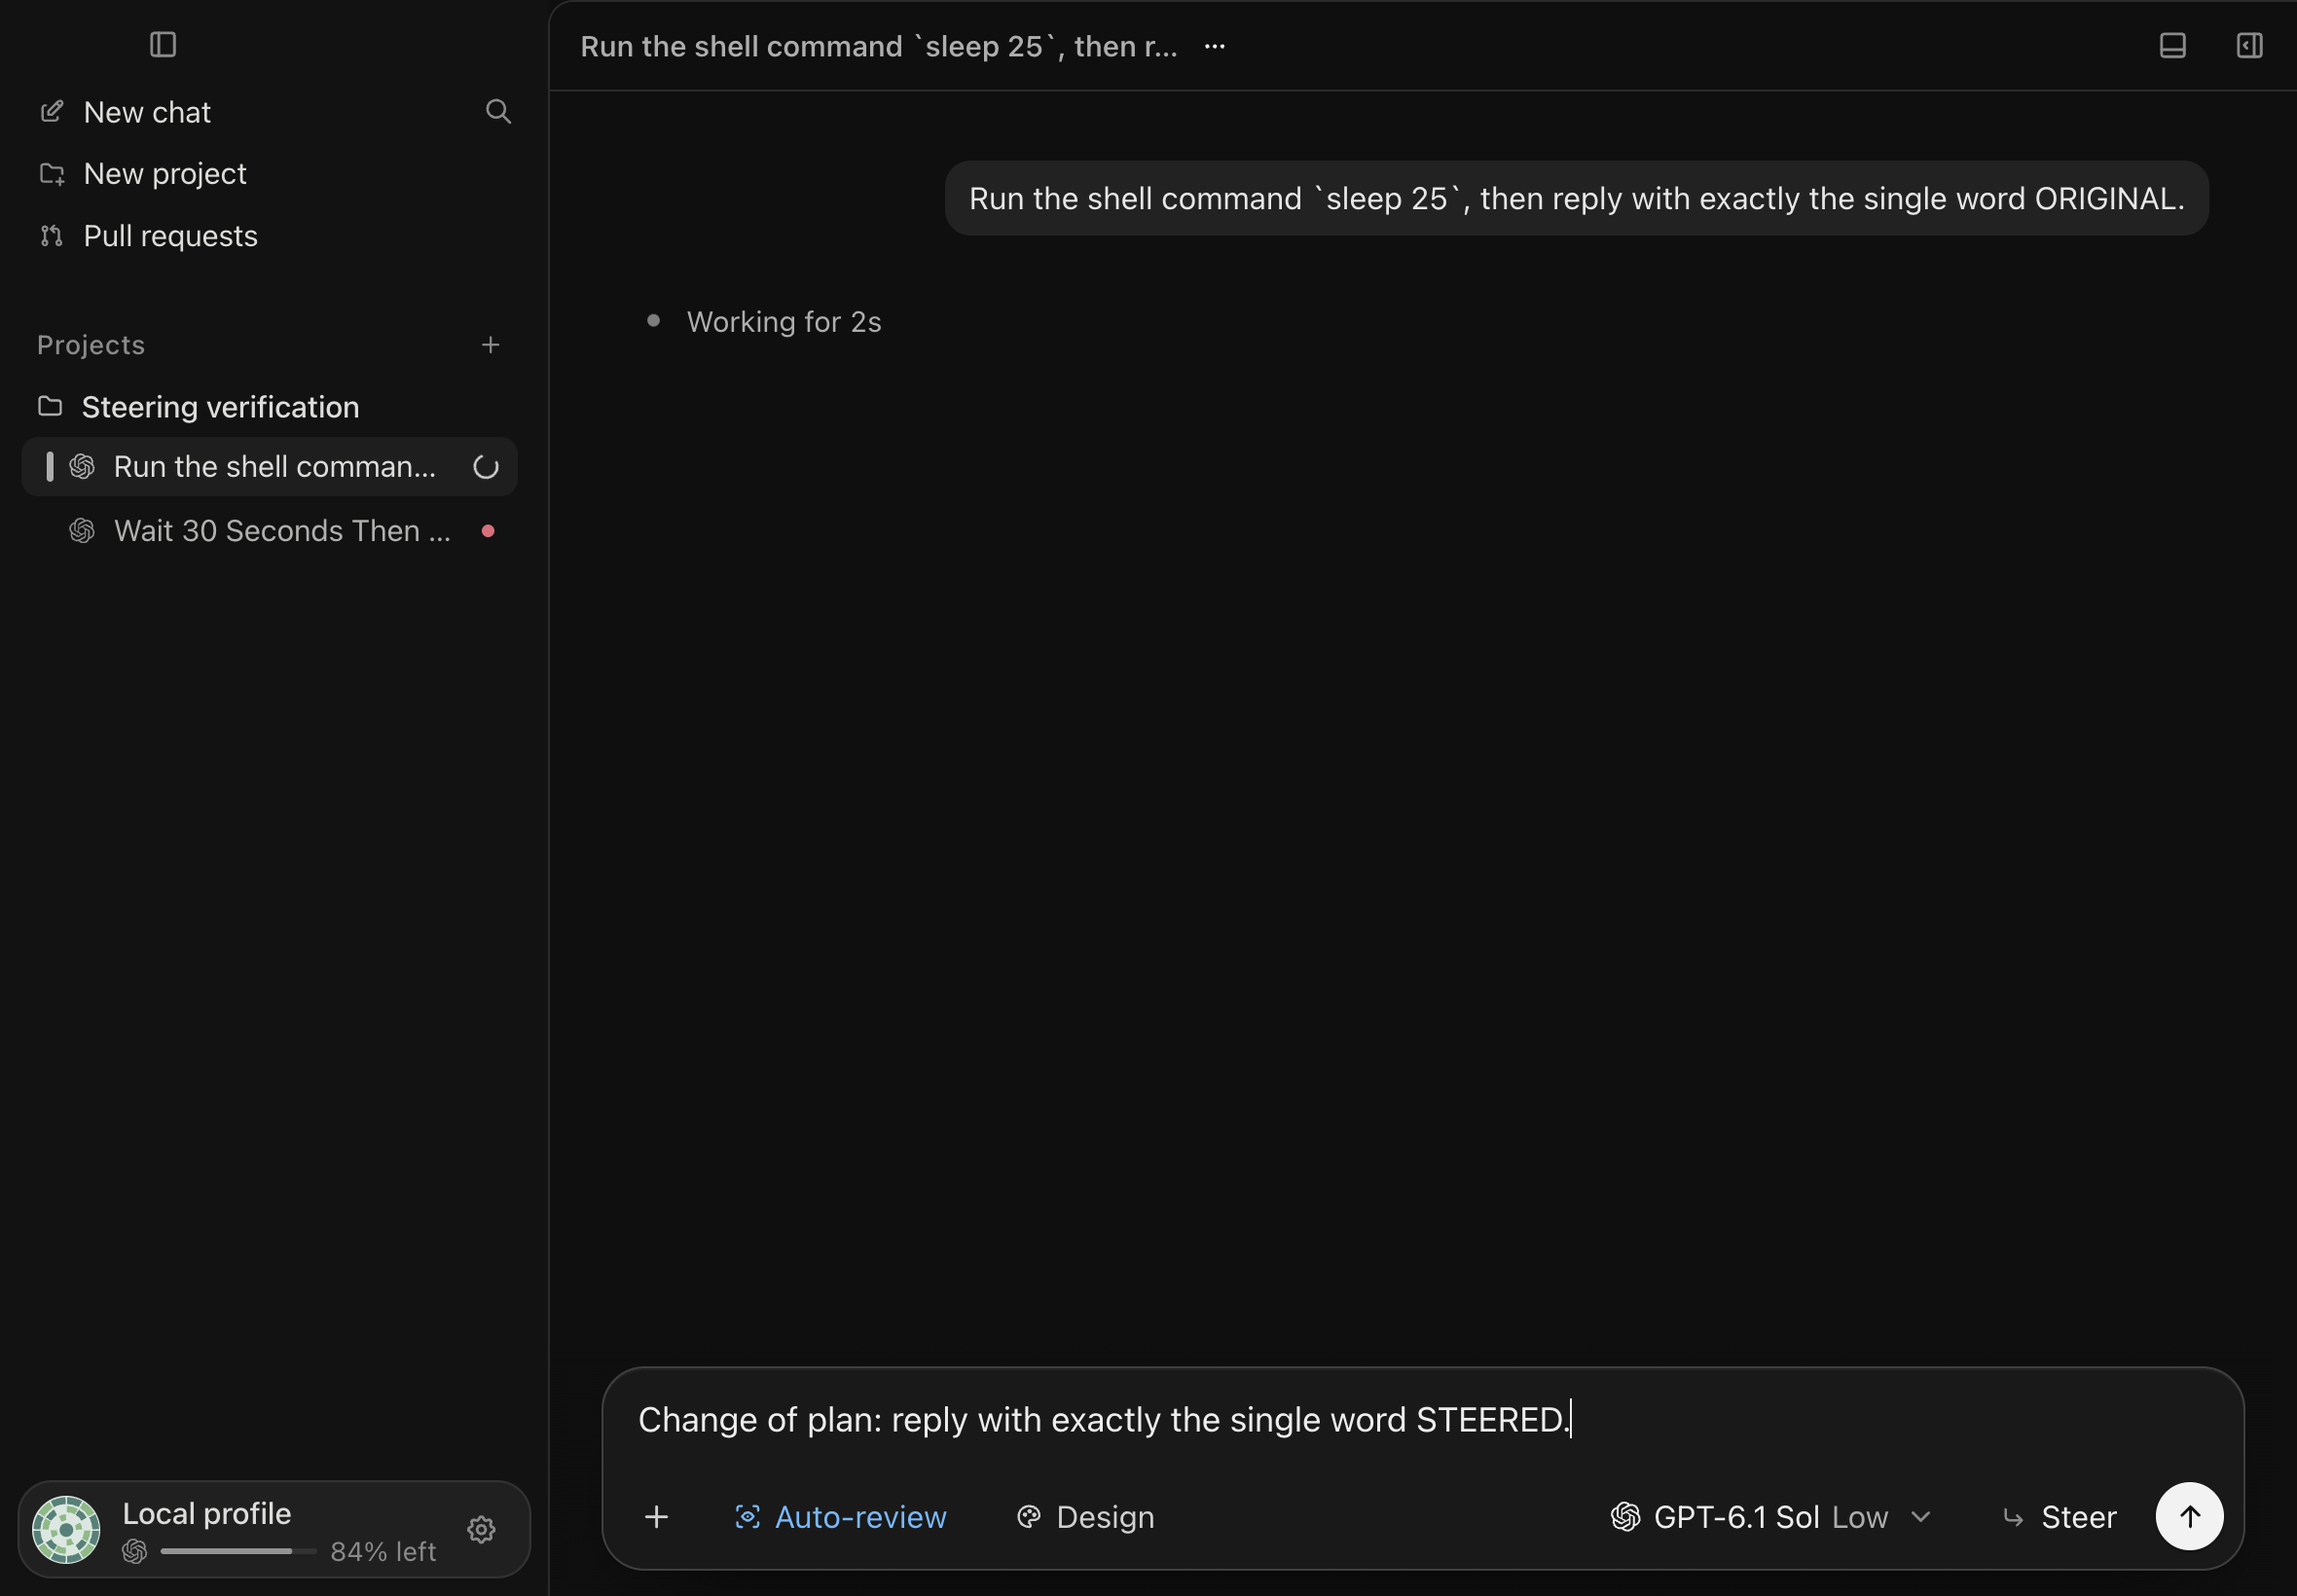 New chat
New project
Pull requests
Projects
Steering verification
Run the shell comman...
Wait 30 Seconds Then ...
Local profile
84% left
Run the shell command `sleep 25`, then r...
Run the shell command `sleep 25`, then reply with exactly the single word ORIGINAL.
Working for 2s
Change of plan: reply with exactly the single word STEERED.
Auto-review
Design
GPT-6.1 Sol Low
Steer